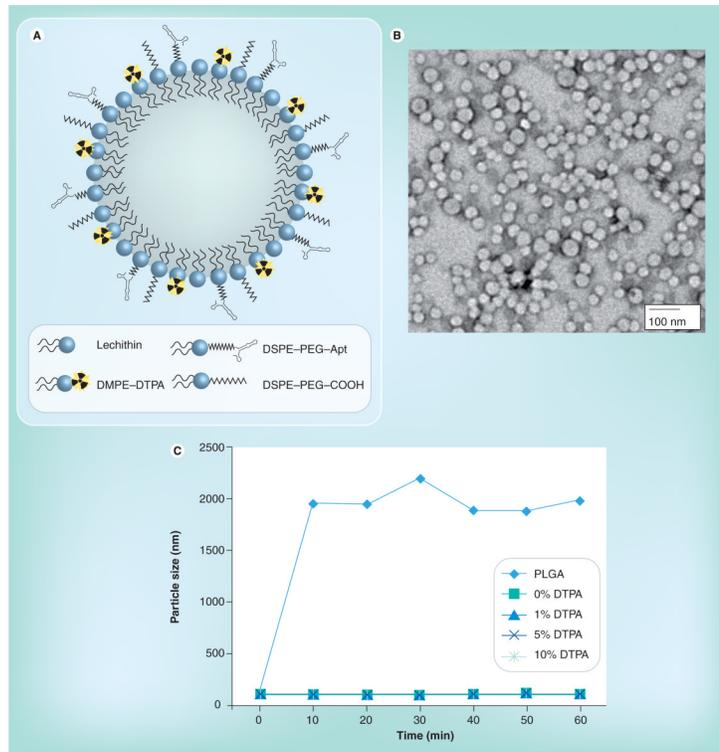 A
Lechithin
DSPE–PEG–Apt
DMPE–DTPA
DSPE–PEG–COOH
B
100 nm
C
2500
2000
1500
1000
500
0
Particle size (nm)
0 10 20 30 40 50 60
Time (min)
PLGA
0% DTPA
1% DTPA
5% DTPA
10% DTPA